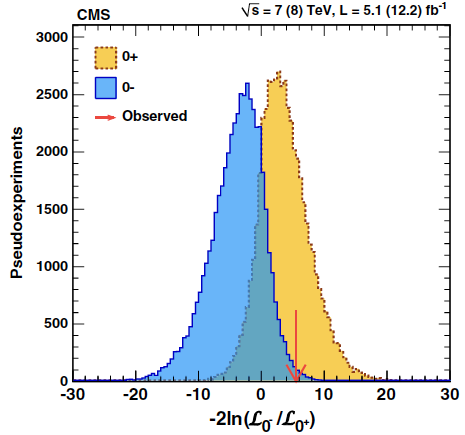 CMS
√s = 7 (8) TeV, L = 5.1 (12.2) fb⁻¹
3000
2500
2000
1500
1000
500
0
Pseudoexperiments
0+
0-
Observed
-30 -20 -10 0 10 20 30
-2ln(ℒ₀⁻/ℒ₀⁺)